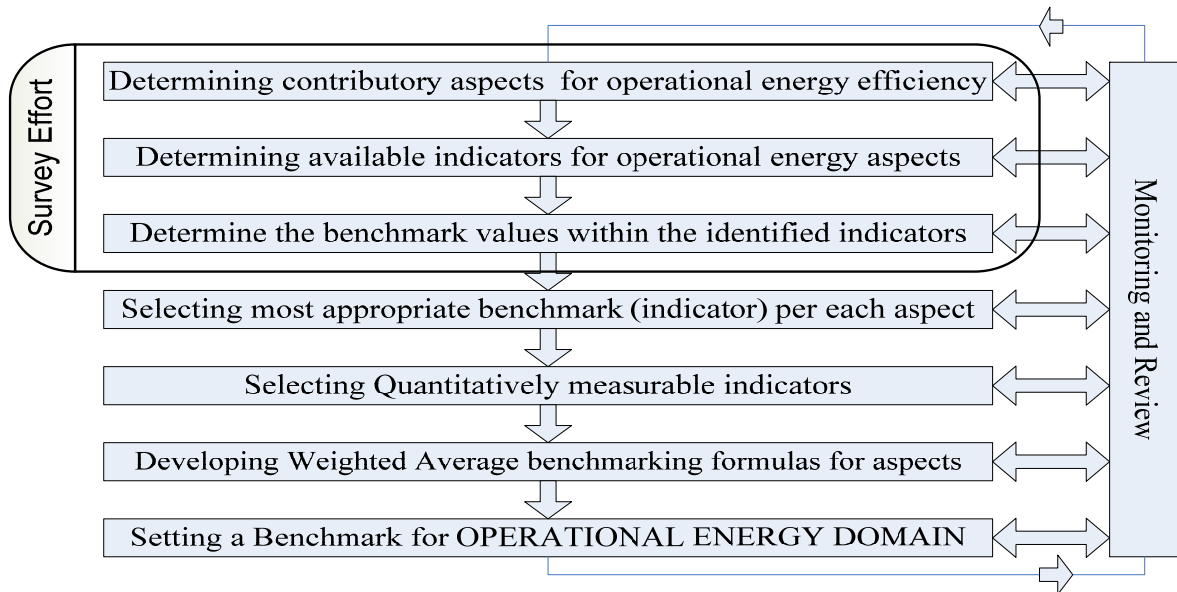 Survey Effort
Determining contributory aspects for operational energy efficiency
Determining available indicators for operational energy aspects
Determine the benchmark values within the identified indicators
Selecting most appropriate benchmark (indicator) per each aspect
Selecting Quantitatively measurable indicators
Developing Weighted Average benchmarking formulas for aspects
Setting a Benchmark for OPERATIONAL ENERGY DOMAIN
Monitoring and Review